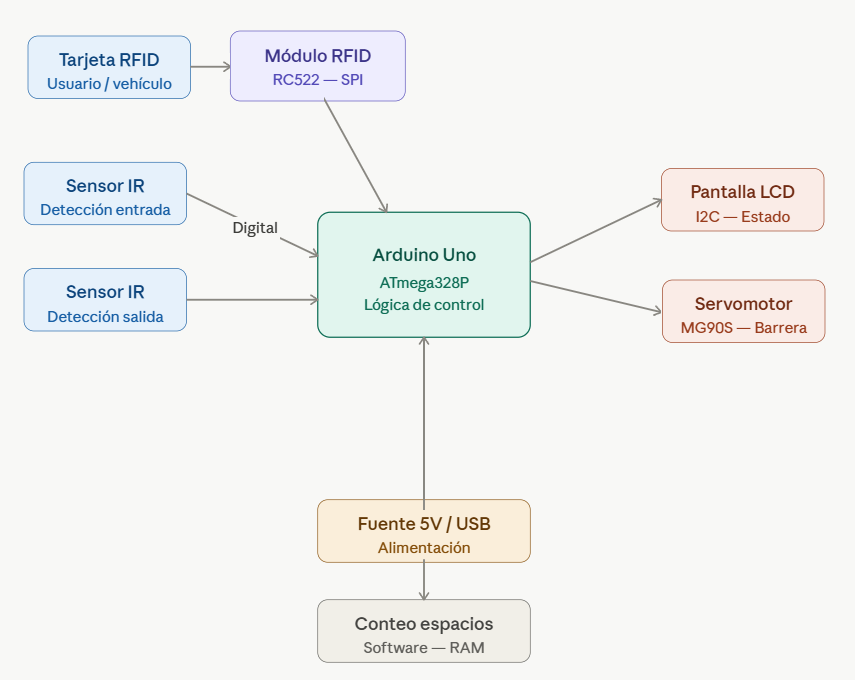 Tarjeta RFID
Usuario / vehículo
Módulo RFID
RC522 — SPI
Sensor IR
Detección entrada
Digital
Sensor IR
Detección salida
Arduino Uno
ATmega328P
Lógica de control
Pantalla LCD
I2C — Estado
Servomotor
MG90S — Barrera
Fuente 5V / USB
Alimentación
Conteo espacios
Software — RAM